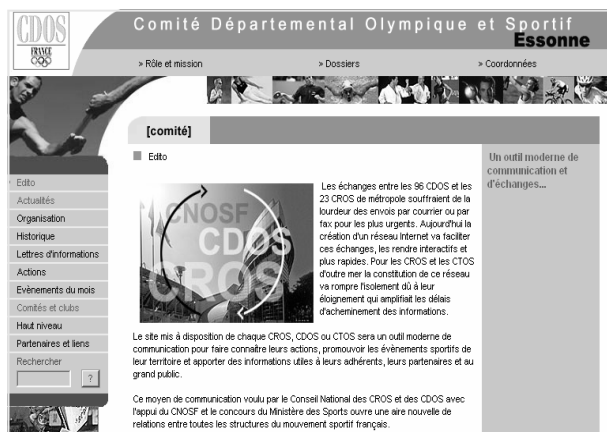 CDOS
FRANCE
Comité Départemental Olympique et Sportif
Essonne
> Rôle et mission
> Dossiers
> Coordonnées
[comité]
Edito
Edito
Actualités
Organisation
Historique
Lettres d'informations
Actions
Evènements du mois
Comités et clubs
Haut niveau
Partenaires et liens
Rechercher
?
CNOSF
CDOS
CROS
Les échanges entre les 96 CDOS et les
23 CROS de métropole souffraient de la
lourdeur des envois par courrier ou par
fax pour les plus urgents. Aujourd'hui la
création d'un réseau Internet va faciliter
ces échanges, les rendre interactifs et
plus rapides. Pour les CROS et les CTOS
d'outre mer la constitution de ce réseau
va rompre l'isolement dû à leur
éloignement qui amplifiait les délais
d'acheminement des informations.
Le site mis à disposition de chaque CROS, CDOS ou CTOS sera un outil moderne de
communication pour faire connaître leurs actions, promouvoir les évènements sportifs de
leur territoire et apporter des informations utiles à leurs adhérents, leurs partenaires et au
grand public.
Ce moyen de communication voulu par le Conseil National des CROS et des CDOS avec
l'appui du CNOSF et le concours du Ministère des Sports ouvre une aire nouvelle de
relations entre toutes les structures du mouvement sportif français.
Un outil moderne de
communication et
d'échanges...